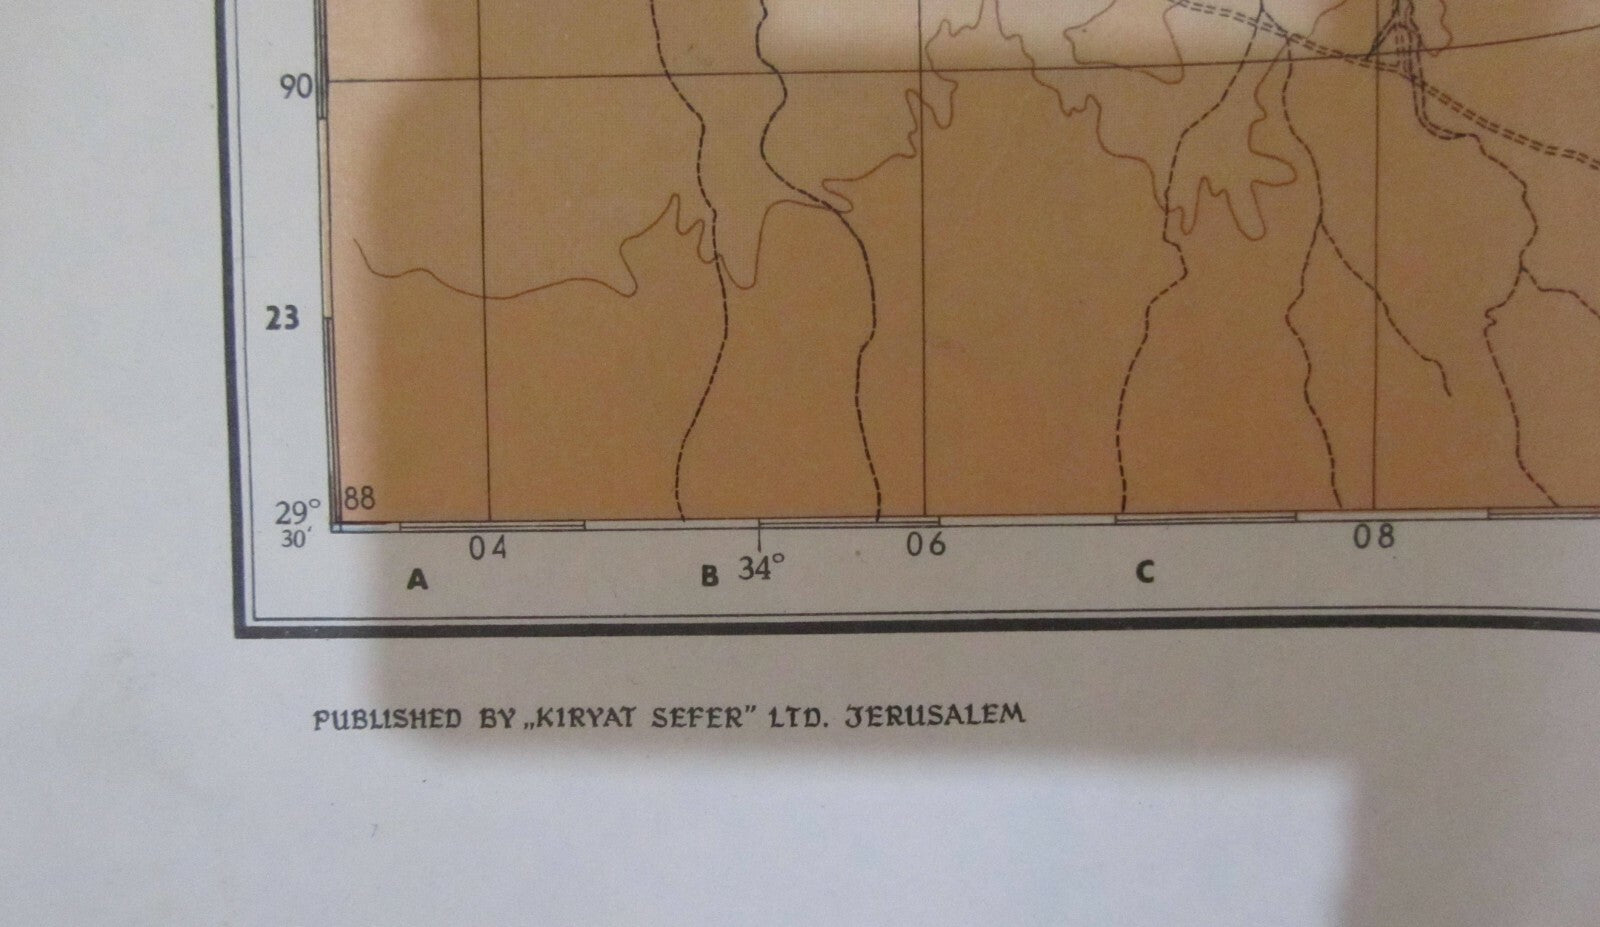 90
23
88
29°
30′
04
06
08
A
B 34°
C
PUBLISHED BY „KIRYAT SEFER” LTD. JERUSALEM